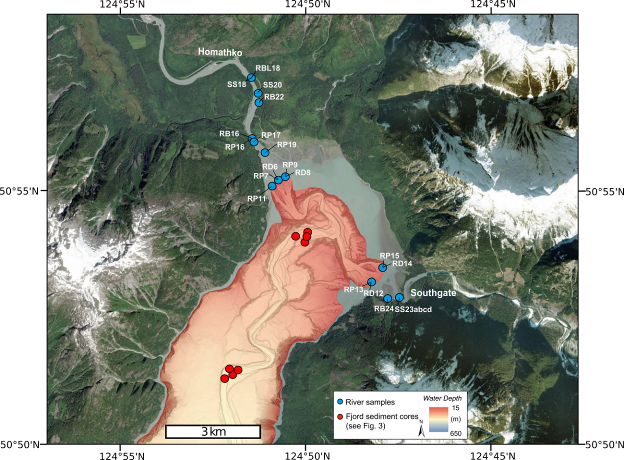 124°55'W 124°50'W 124°45'W
Homathko
RBL18
SS18 SS20
RB22
RB16 RP17
RP16 RP19
RD6 RP9
RP7 RD8
RP11
50°55'N 50°55'N
RP15
RD14
RP13
RD12 Southgate
RB24 SS23abcd
River samples
Fjord sediment cores
(see Fig. 3)
Water Depth
15
(m)
650
N
3 km
50°50'N 50°50'N
124°55'W 124°50'W 124°45'W